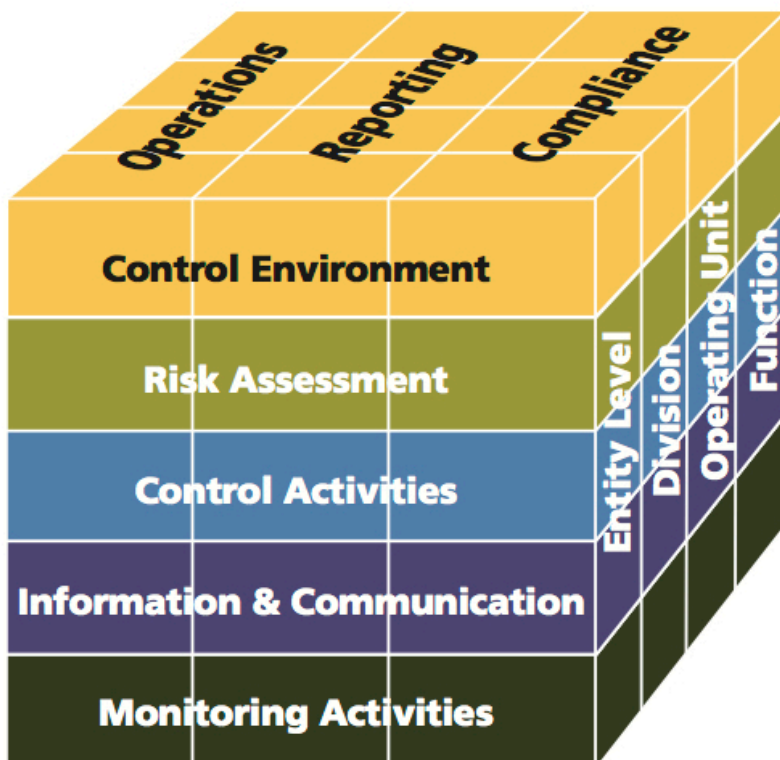 Operations
Reporting
Compliance
Control Environment
Risk Assessment
Control Activities
Information & Communication
Monitoring Activities
Entity Level
Division
Operating Unit
Function